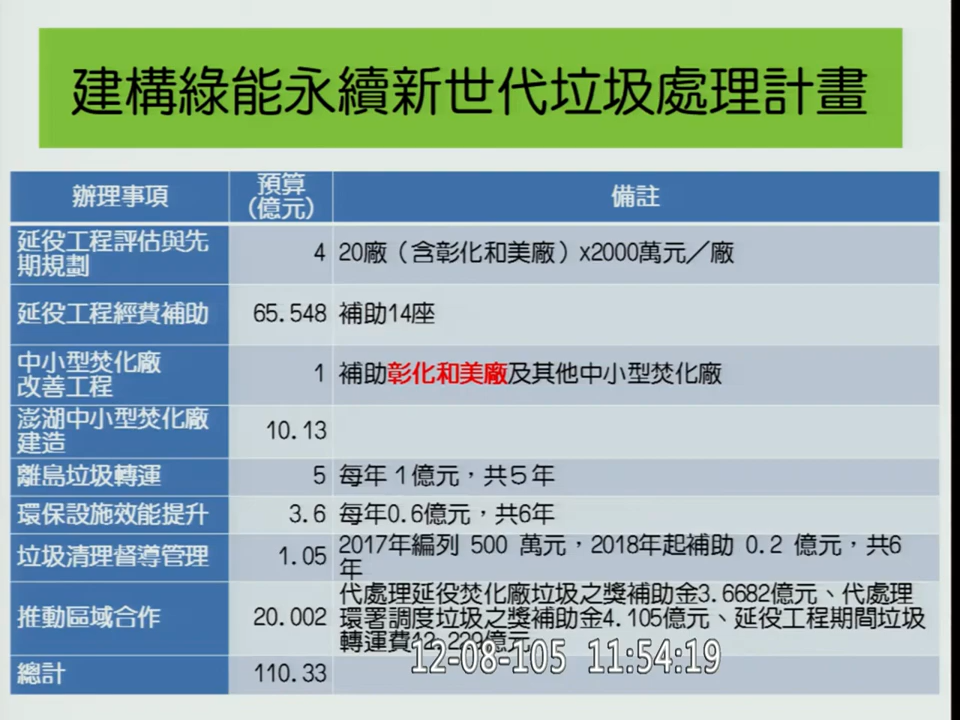 建構綠能永續新世代垃圾處理計畫
辦理事項
預算
(億元)
備註
延役工程評估與先
期規劃
4
20廠（含彰化和美廠）x2000萬元／廠
延役工程經費補助
65.548
補助14座
中小型焚化廠
改善工程
1
補助彰化和美廠及其他中小型焚化廠
澎湖中小型焚化廠
建造
10.13
離島垃圾轉運
5
每年 1億元，共5年
環保設施效能提升
3.6
每年0.6億元，共6年
垃圾清理督導管理
1.05
2017年編列 500 萬元，2018年起補助 0.2 億元，共6
年
推動區域合作
20.002
代處理延役焚化廠垃圾之獎補助金3.6682億元、代處理
環署調度垃圾之獎補助金4.105億元、延役工程期間垃圾
轉運費12.229億元
總計
110.33
12-08-105 11:54:19